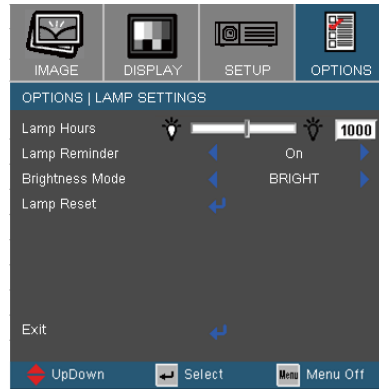 IMAGE DISPLAY SETUP OPTIONS
OPTIONS | LAMP SETTINGS
Lamp Hours 1000
Lamp Reminder On
Brightness Mode BRIGHT
Lamp Reset
Exit
UpDown Select Menu Menu Off